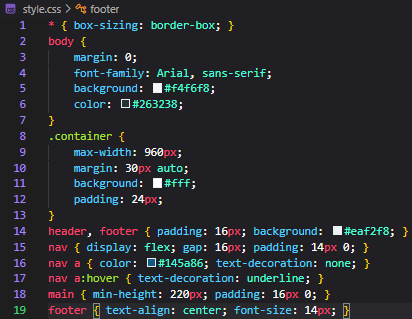 style.css > footer
1 * { box-sizing: border-box; }
2 body {
3 margin: 0;
4 font-family: Arial, sans-serif;
5 background: #f4f6f8;
6 color: #263238;
7 }
8 .container {
9 max-width: 960px;
10 margin: 30px auto;
11 background: #fff;
12 padding: 24px;
13 }
14 header, footer { padding: 16px; background: #eaf2f8; }
15 nav { display: flex; gap: 16px; padding: 14px 0; }
16 nav a { color: #145a86; text-decoration: none; }
17 nav a:hover { text-decoration: underline; }
18 main { min-height: 220px; padding: 16px 0; }
19 footer { text-align: center; font-size: 14px; }